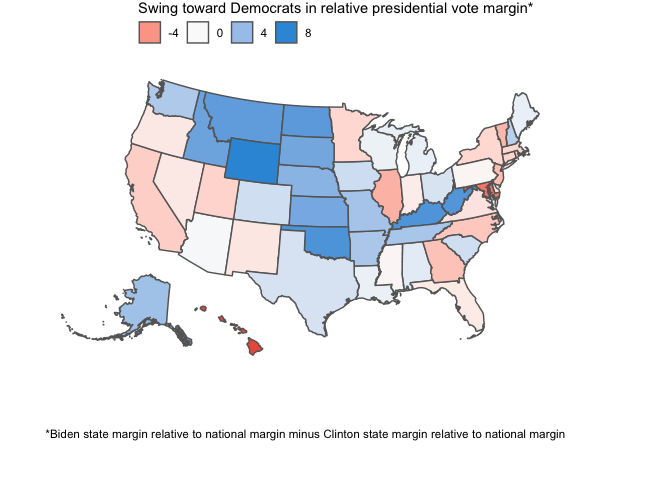 Swing toward Democrats in relative presidential vote margin*
-4 0 4 8
*Biden state margin relative to national margin minus Clinton state margin relative to national margin